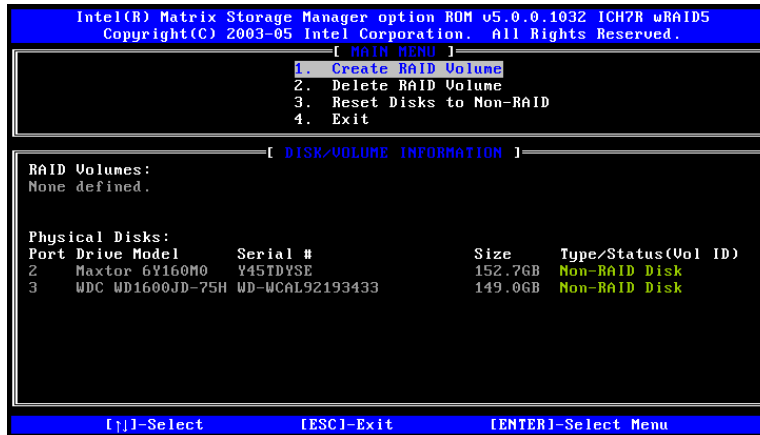 Intel(R) Matrix Storage Manager option ROM v5.0.0.1032 ICH7R wRAID5
Copyright(C) 2003-05 Intel Corporation. All Rights Reserved.
[ MAIN MENU ]
1. Create RAID Volume
2. Delete RAID Volume
3. Reset Disks to Non-RAID
4. Exit
[ DISK/VOLUME INFORMATION ]
RAID Volumes:
None defined.
Physical Disks:
Port Drive Model Serial # Size Type/Status(Vol ID)
2 Maxtor 6Y160M0 Y45TDYSE 152.7GB Non-RAID Disk
3 WDC WD1600JD-75H WD-WCAL92193433 149.0GB Non-RAID Disk
[↑↓]-Select [ESC]-Exit [ENTER]-Select Menu